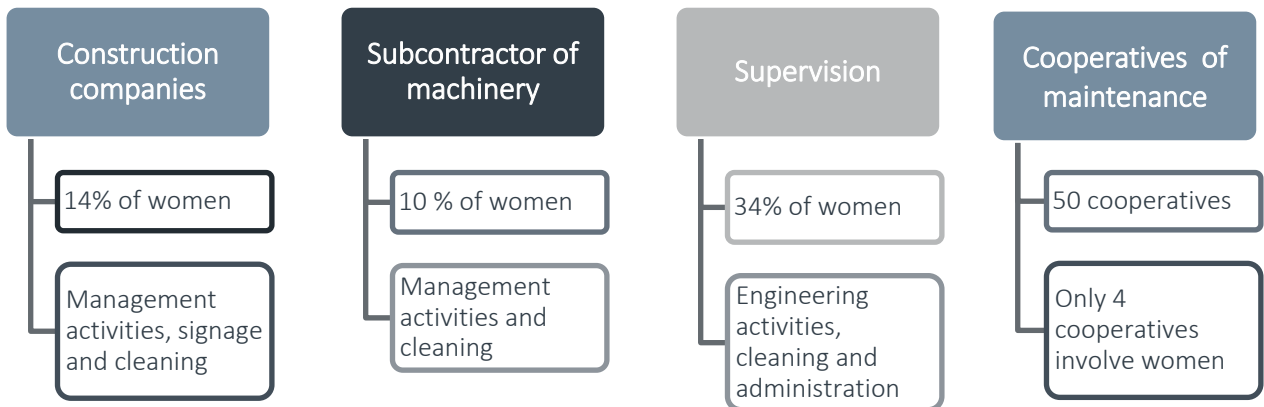 Construction
companies
14% of women
Management
activities, signage
and cleaning
Subcontractor of
machinery
10 % of women
Management
activities and
cleaning
Supervision
34% of women
Engineering
activities,
cleaning and
administration
Cooperatives of
maintenance
50 cooperatives
Only 4
cooperatives
involve women